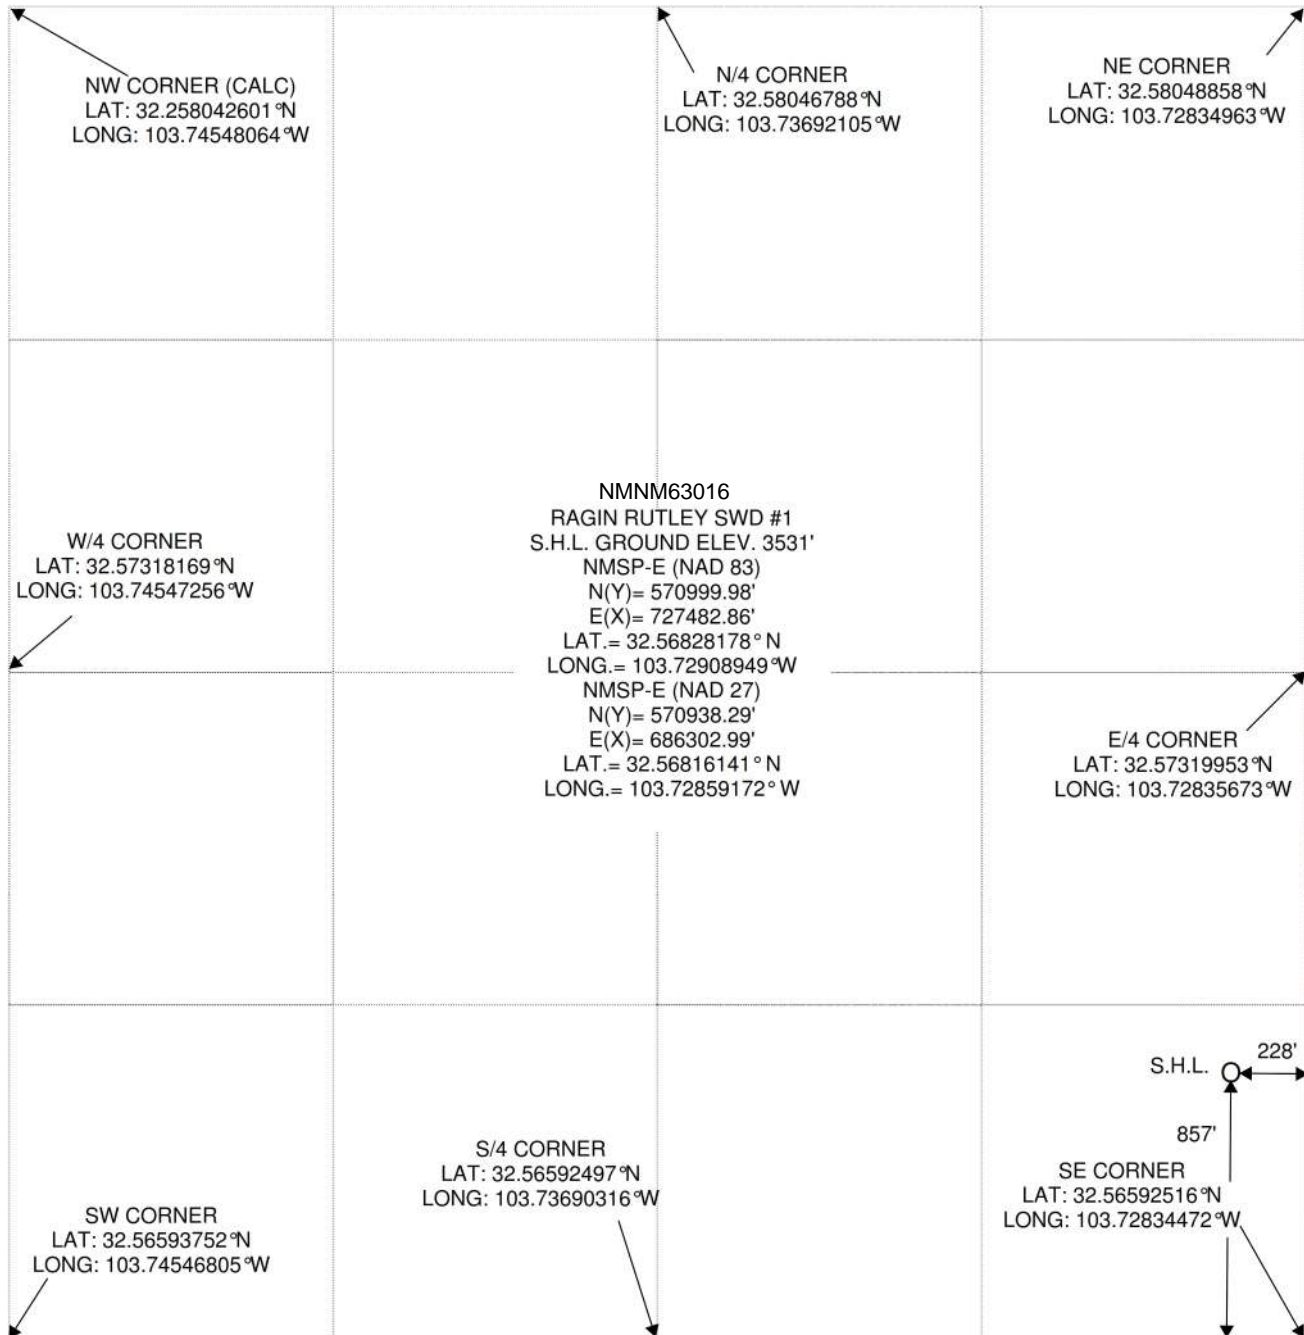 NW CORNER (CALC)
LAT: 32.258042601°N
LONG: 103.74548064°W
N/4 CORNER
LAT: 32.58046788°N
LONG: 103.73692105°W
NE CORNER
LAT: 32.58048858°N
LONG: 103.72834963°W
W/4 CORNER
LAT: 32.57318169°N
LONG: 103.74547256°W
NMNM63016
RAGIN RUTLEY SWD #1
S.H.L. GROUND ELEV. 3531'
NMSP-E (NAD 83)
N(Y)= 570999.98'
E(X)= 727482.86'
LAT.= 32.56828178° N
LONG.= 103.72908949°W
NMSP-E (NAD 27)
N(Y)= 570938.29'
E(X)= 686302.99'
LAT.= 32.56816141° N
LONG.= 103.72859172° W
E/4 CORNER
LAT: 32.57319953°N
LONG: 103.72835673°W
S.H.L.
228'
857'
SW CORNER
LAT: 32.56593752°N
LONG: 103.74546805°W
S/4 CORNER
LAT: 32.56592497°N
LONG: 103.73690316°W
SE CORNER
LAT: 32.56592516°N
LONG: 103.72834472°W